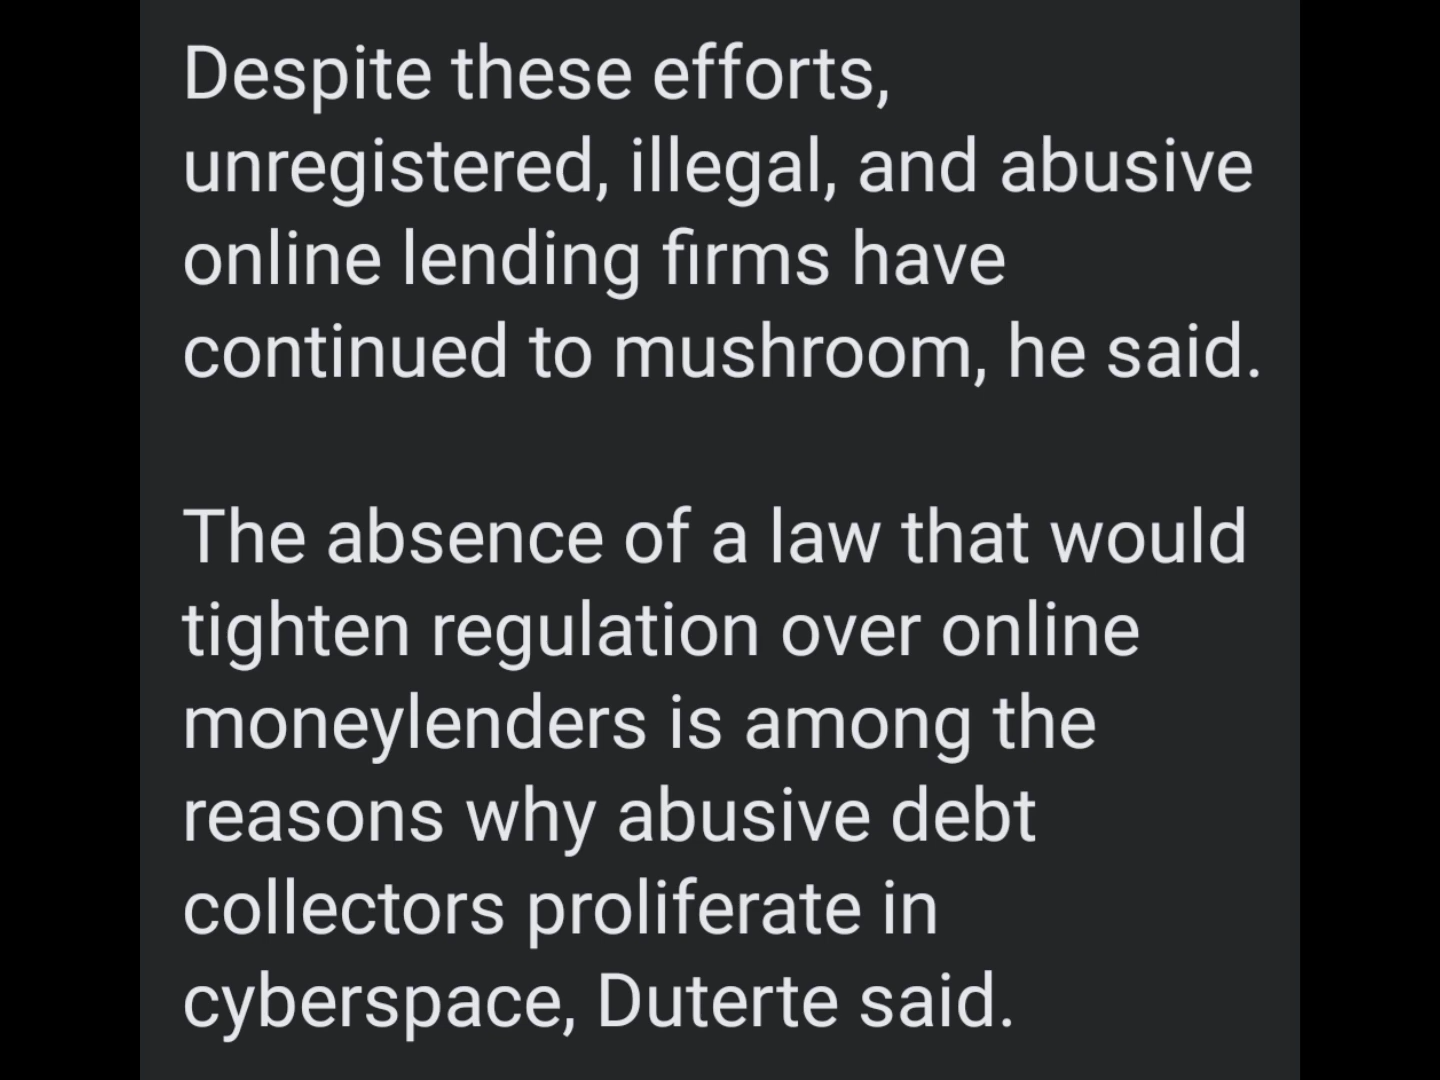 Despite these efforts,
unregistered, illegal, and abusive
online lending firms have
continued to mushroom, he said.
The absence of a law that would
tighten regulation over online
moneylenders is among the
reasons why abusive debt
collectors proliferate in
cyberspace, Duterte said.